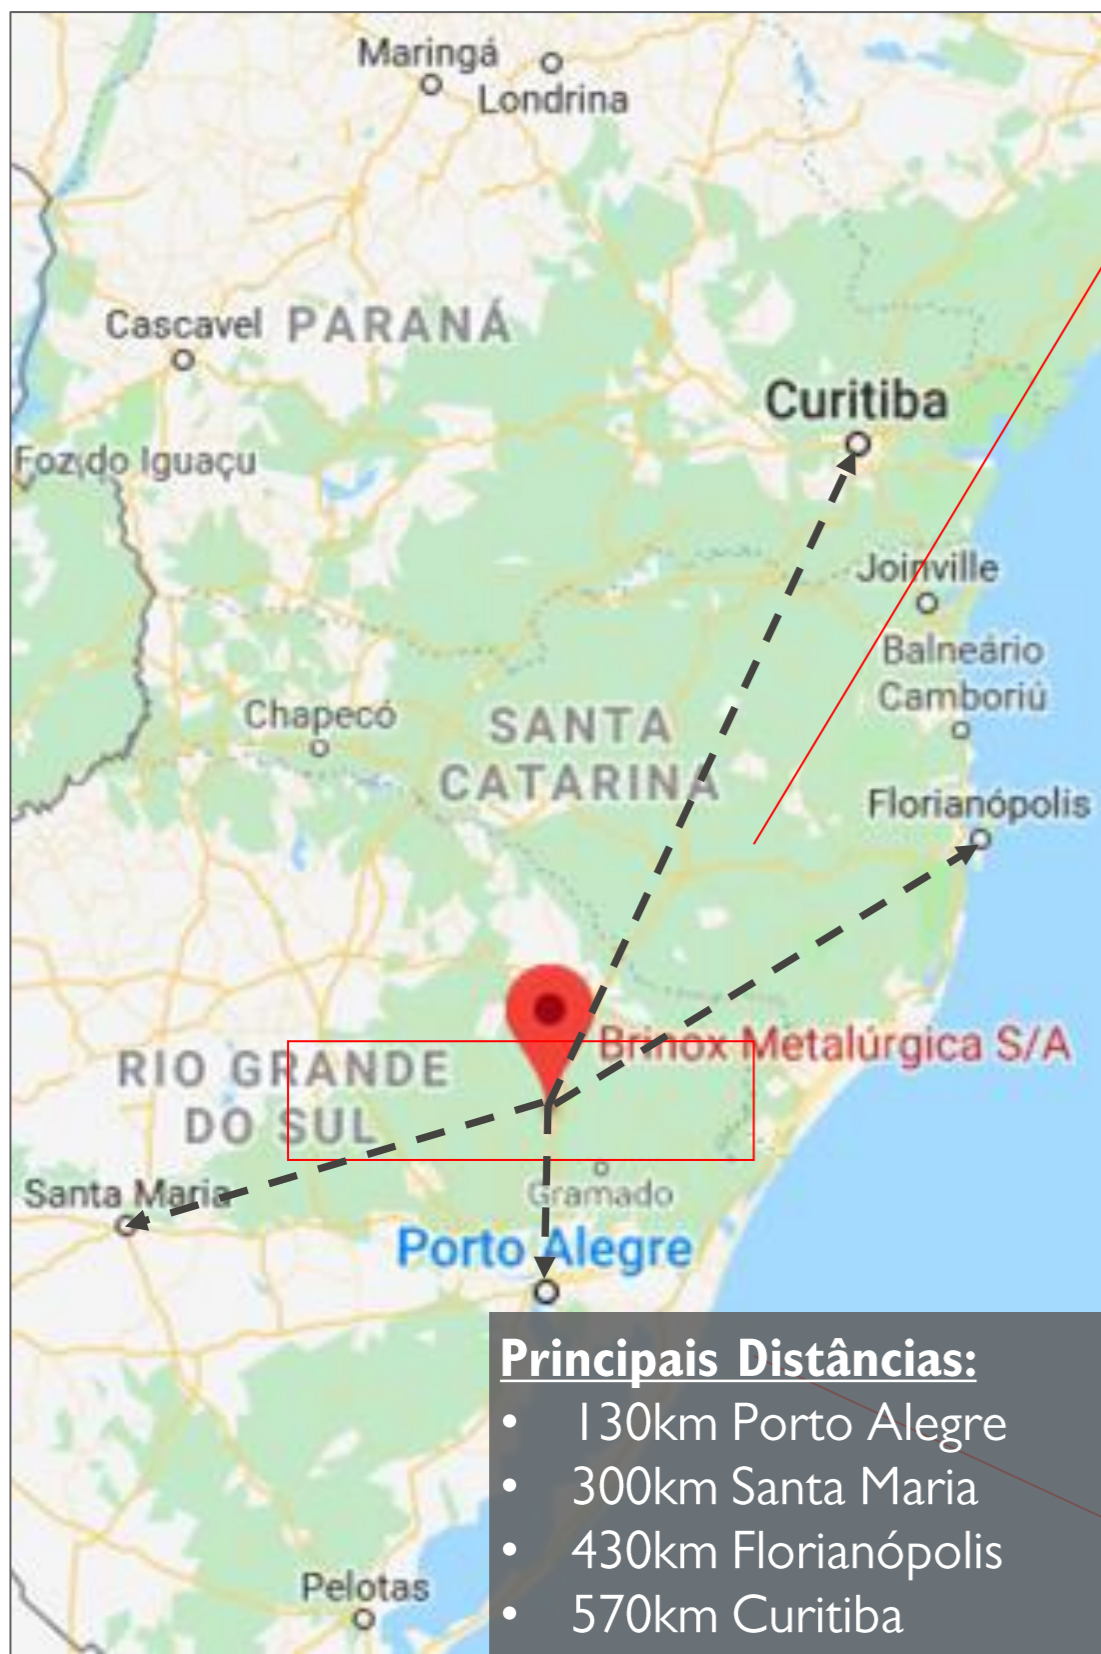 Maringá
Londrina
Cascavel PARANÁ
Curitiba
Foz do Iguaçu
Joinville
Balneário
Camboriú
Chapecó
SANTA
CATARINA
Florianópolis
Brinox Metalúrgica S/A
RIO GRANDE
DO SUL
Santa Maria
Gramado
Porto Alegre
Principais Distâncias:
• 130km Porto Alegre
• 300km Santa Maria
• 430km Florianópolis
• 570km Curitiba
Pelotas